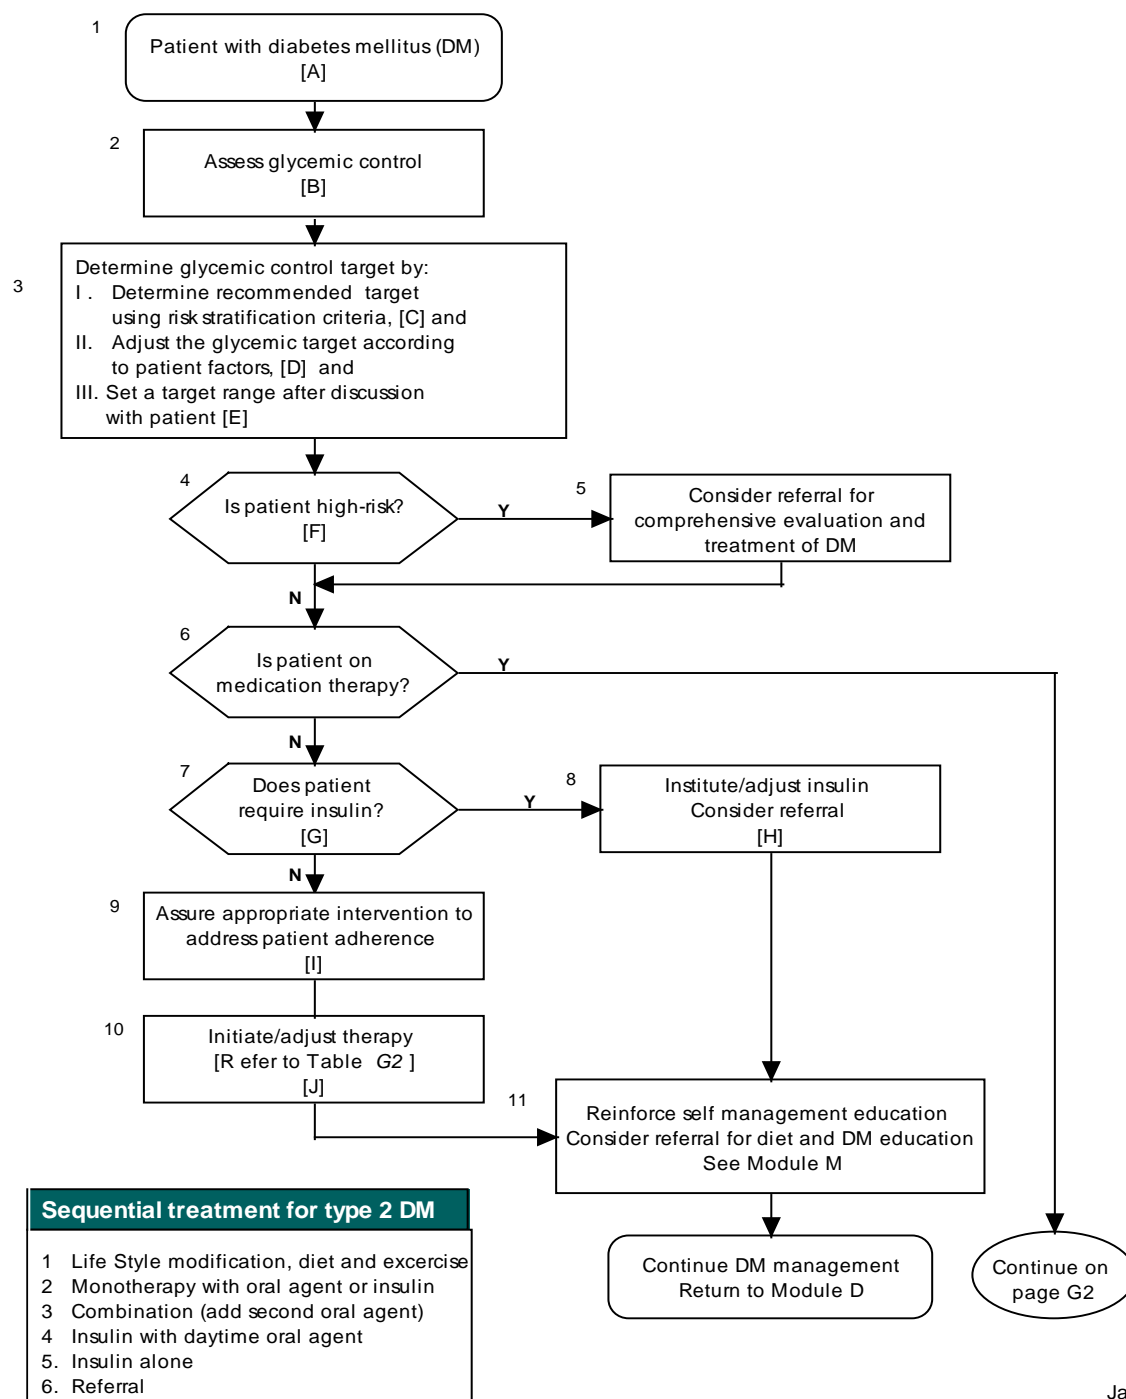 1
Patient with diabetes mellitus (DM)
[A]
2
Assess glycemic control
[B]
3
Determine glycemic control target by:
I . Determine recommended target
using risk stratification criteria, [C] and
II. Adjust the glycemic target according
to patient factors, [D] and
III. Set a target range after discussion
with patient [E]
4
Is patient high-risk?
[F]
Y
5
Consider referral for
comprehensive evaluation and
treatment of DM
N
6
Is patient on
medication therapy?
Y
N
7
Does patient
require insulin?
[G]
Y
8
Institute/adjust insulin
Consider referral
[H]
N
9
Assure appropriate intervention to
address patient adherence
[I]
10
Initiate/adjust therapy
[R efer to Table G2 ]
[J]
11
Reinforce self management education
Consider referral for diet and DM education
See Module M
Sequential treatment for type 2 DM
1 Life Style modification, diet and excercise
2 Monotherapy with oral agent or insulin
3 Combination (add second oral agent)
4 Insulin with daytime oral agent
5. Insulin alone
6. Referral
Continue DM management
Return to Module D
Continue on
page G2
Ja